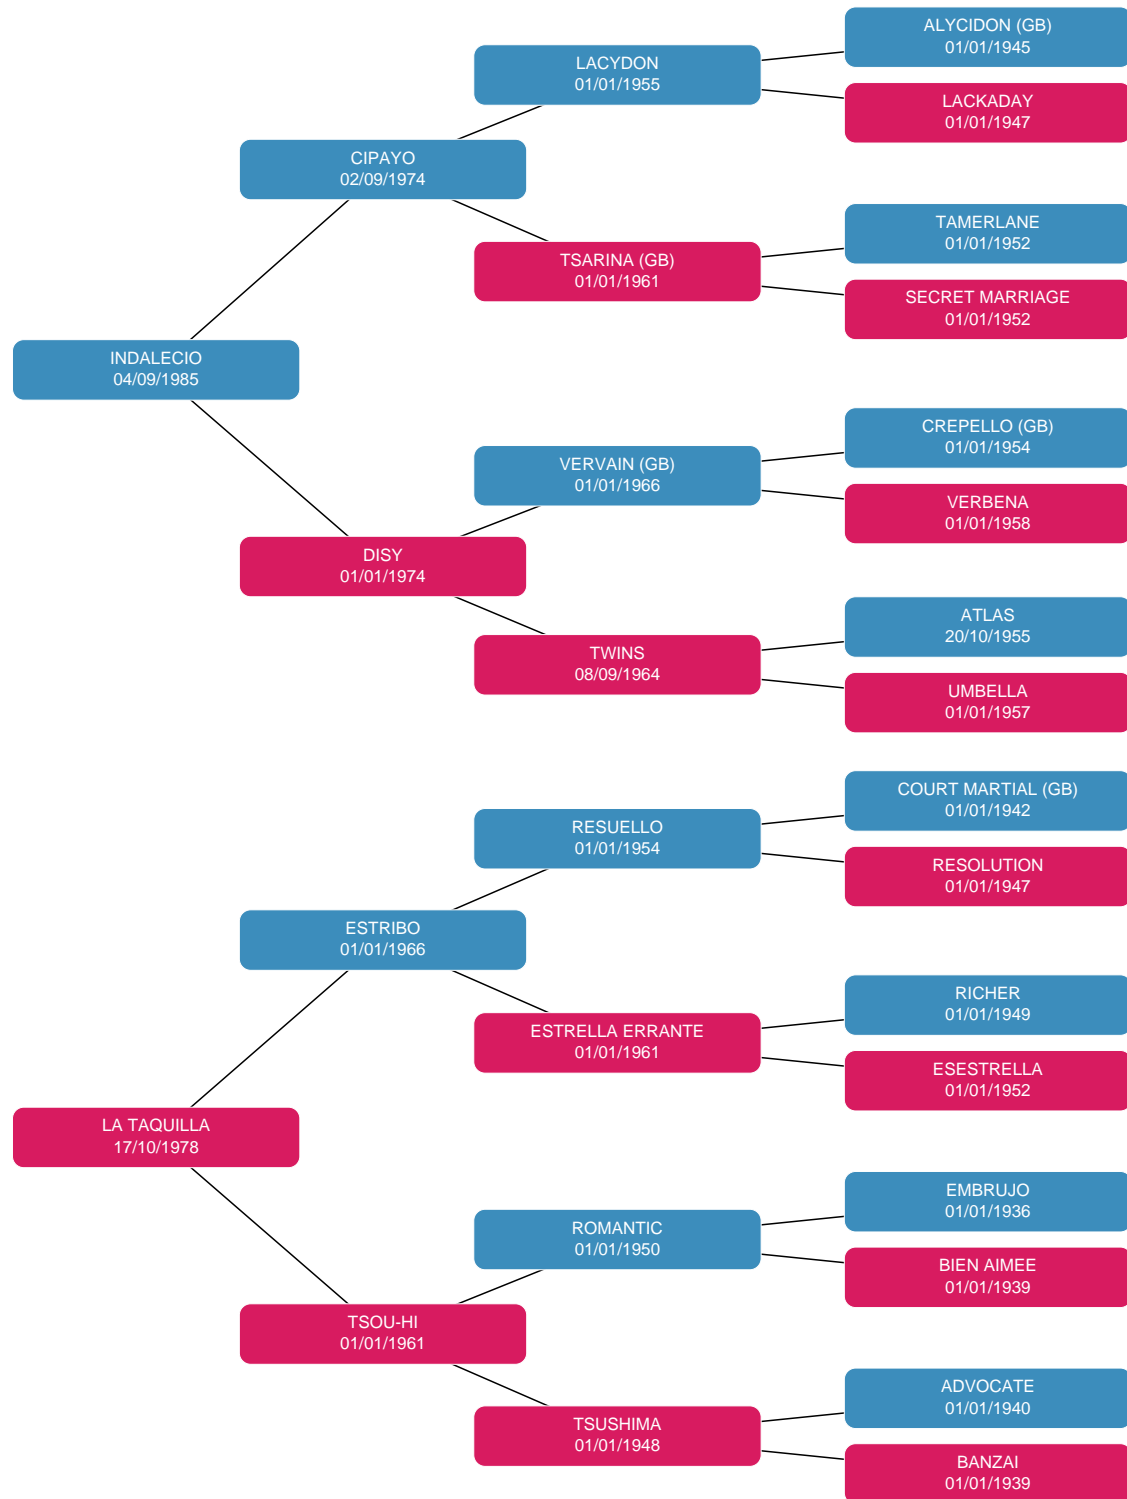 ALYCIDON (GB)
01/01/1945
LACYDON
01/01/1955
LACKADAY
01/01/1947
CIPAYO
02/09/1974
TAMERLANE
01/01/1952
TSARINA (GB)
01/01/1961
SECRET MARRIAGE
01/01/1952
INDALECIO
04/09/1985
CREPELLO (GB)
01/01/1954
VERVAIN (GB)
01/01/1966
VERBENA
01/01/1958
DISY
01/01/1974
ATLAS
20/10/1955
TWINS
08/09/1964
UMBELLA
01/01/1957
COURT MARTIAL (GB)
01/01/1942
RESUELLO
01/01/1954
RESOLUTION
01/01/1947
ESTRIBO
01/01/1966
RICHER
01/01/1949
ESTRELLA ERRANTE
01/01/1961
ESESTRELLA
01/01/1952
LA TAQUILLA
17/10/1978
EMBRUJO
01/01/1936
ROMANTIC
01/01/1950
BIEN AIMEE
01/01/1939
TSOU-HI
01/01/1961
ADVOCATE
01/01/1940
TSUSHIMA
01/01/1948
BANZAI
01/01/1939